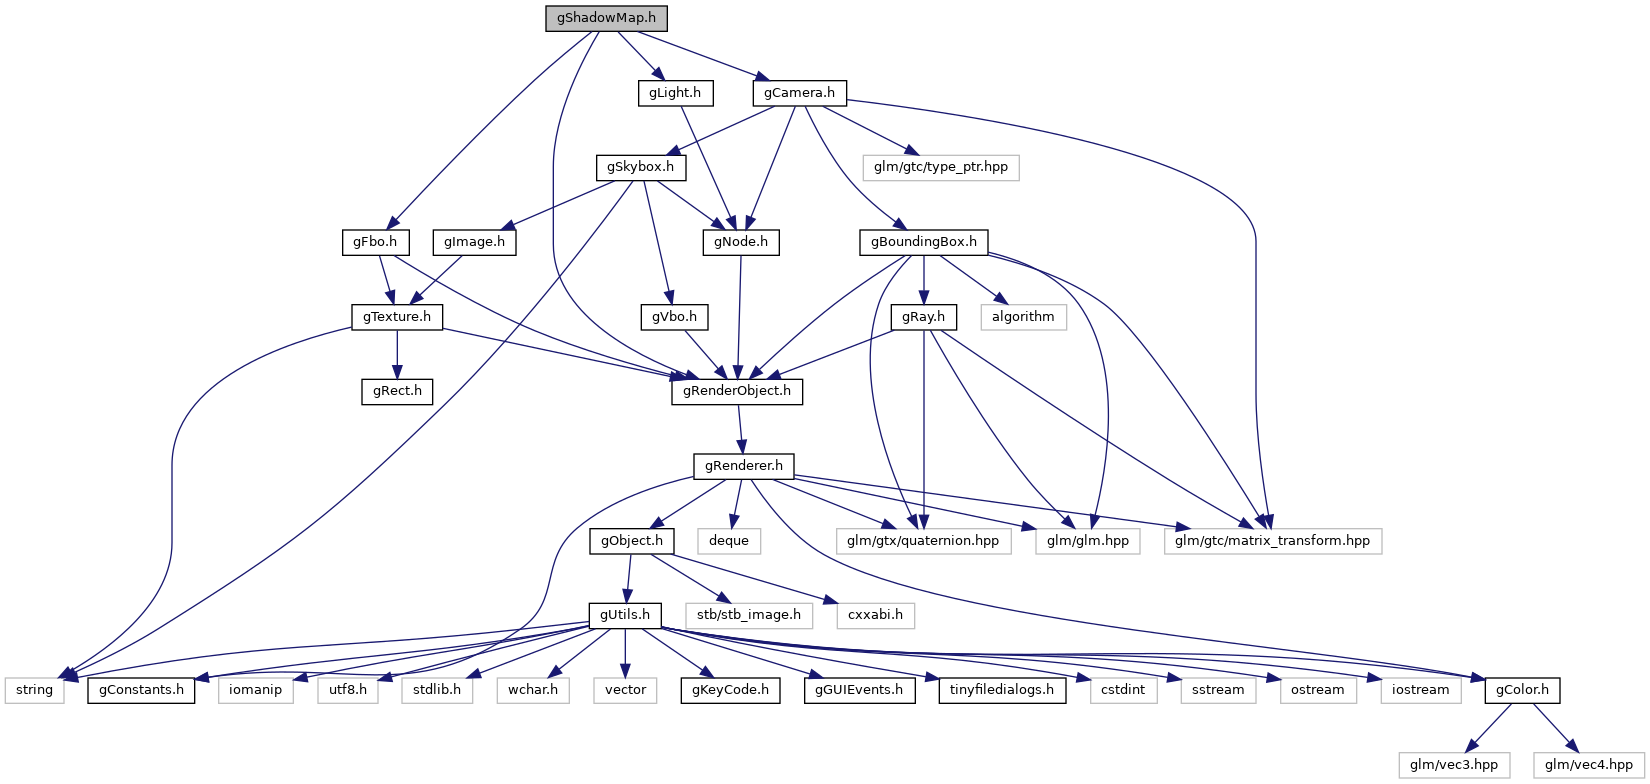 gShadowMap.h
gLight.h
gCamera.h
gSkybox.h
glm/gtc/type_ptr.hpp
gFbo.h
gImage.h
gNode.h
gBoundingBox.h
gTexture.h
gVbo.h
gRay.h
algorithm
gRect.h
gRenderObject.h
gRenderer.h
gObject.h
deque
glm/gtx/quaternion.hpp
glm/glm.hpp
glm/gtc/matrix_transform.hpp
gUtils.h
stb/stb_image.h
cxxabi.h
string
gConstants.h
iomanip
utf8.h
stdlib.h
wchar.h
vector
gKeyCode.h
gGUIEvents.h
tinyfiledialogs.h
cstdint
sstream
ostream
iostream
gColor.h
glm/vec3.hpp
glm/vec4.hpp